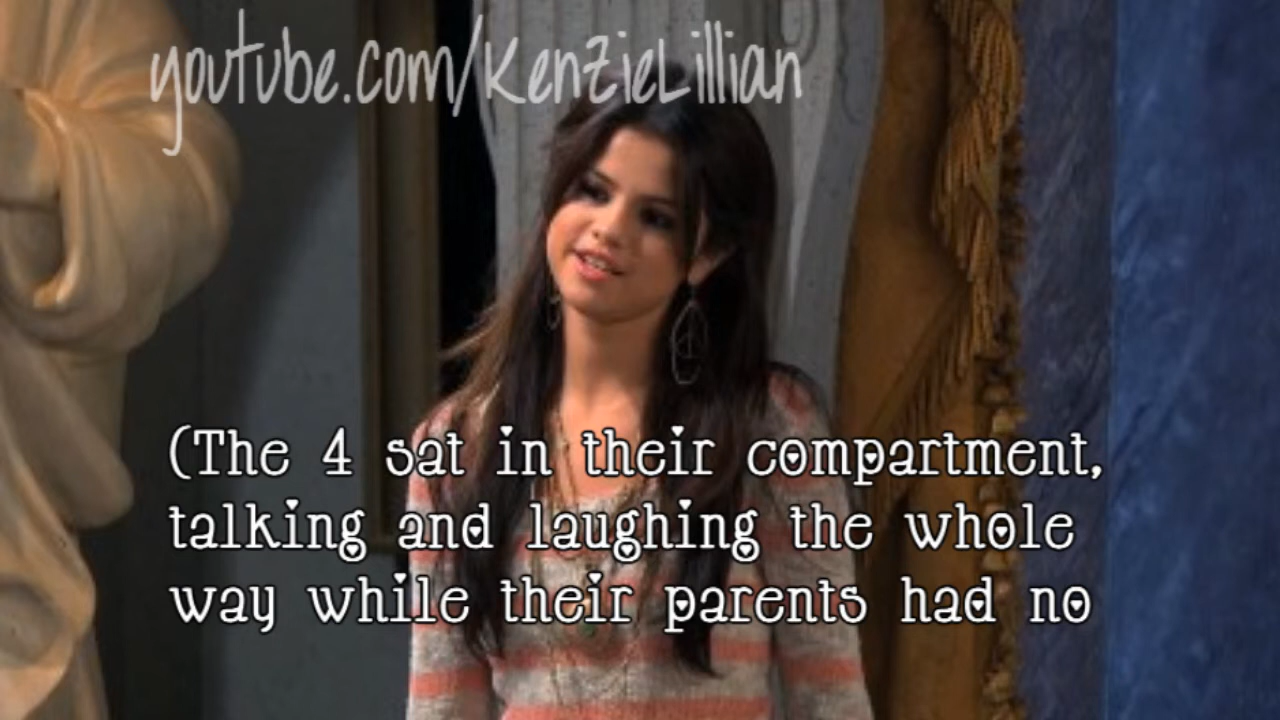 youtube.com/KenzieLillian
(The 4 sat in their compartment,
talking and laughing the whole
way while their parents had no